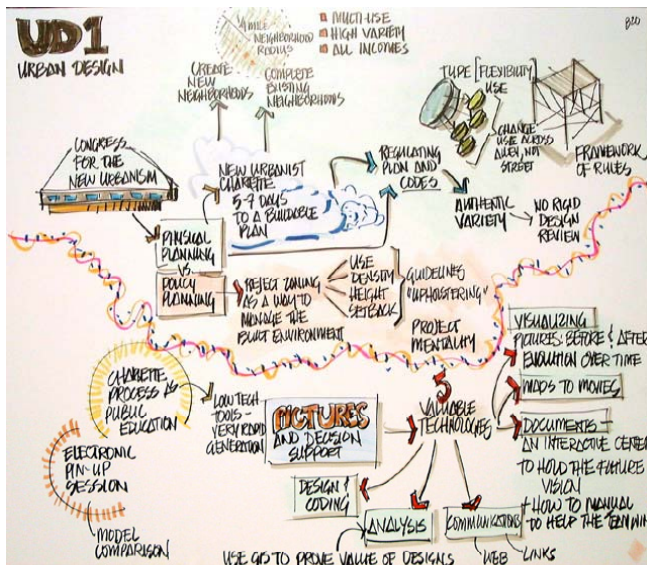 UD1
URBAN DESIGN
1/4 MILE
NEIGHBORHOOD
RADIUS
MULTI-USE
HIGH VARIETY
ALL INCOMES
820
CREATE
NEW
NEIGHBORHOODS
COMPLETE
EXISTING
NEIGHBORHOODS
TYPE
FLEXIBILITY
USE
CHANGE
USE ACROSS
ALLEY, NOT
STREET
FRAMEWORK
OF RULES
CONGRESS
FOR THE
NEW URBANISM
NEW URBANIST
CHARETTE
5-7 DAYS
TO A BUILDABLE
PLAN
REGULATING
PLAN AND
CODES
AUTHENTIC
VARIETY
NO RIGID
DESIGN
REVIEW
PHYSICAL PLANNING
VS
POLICY
PLANNING
REJECT ZONING
AS A WAY TO
MANAGE THE
BUILT ENVIRONMENT
USE
DENSITY
HEIGHT
SETBACK
GUIDELINES
"UPHOLSTERING"
PROJECT
MENTALITY
CHARETTE
PROCESS AS
PUBLIC
EDUCATION
ELECTRONIC
PIN-UP
SESSION
MODEL
COMPARISON
LOW TECH
TOOLS -
VERY RAPID
GENERATION
PICTURES
AND DECISION
SUPPORT
5
VALUABLE
TECHNOLOGIES
VISUALIZING
PICTURES: BEFORE & AFTER
EVOLUTION OVER TIME
MAPS TO MOVIES
DOCUMENTS -
AN INTERACTIVE CENTER
TO HOLD THE FUTURE
VISION
+ HOW TO MANUAL
TO HELP THE TEAM WIN
DESIGN &
CODING
ANALYSIS
USE GIS TO PROVE VALUE OF DESIGNS
COMMUNICATIONS
WEB
LINKS